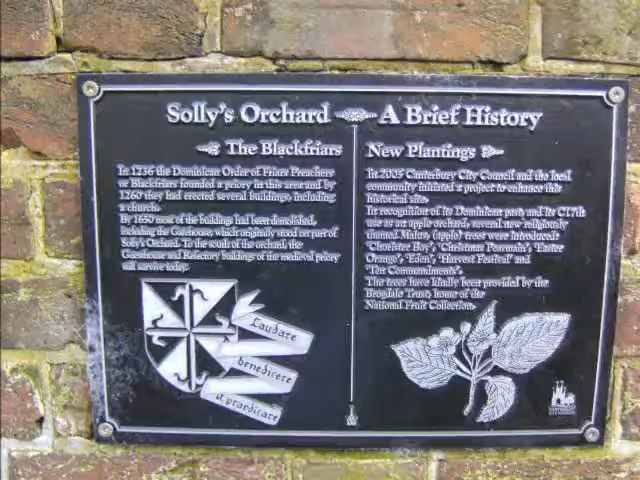 Solly's Orchard A Brief History
The Blackfriars
In 1236 the Dominican Order of Friars Preachers
or Blackfriars founded a priory in this area and by
1260 they had erected several buildings, including
a church.
By 1650 most of the buildings had been demolished,
including the Gatehouse, which originally stood on part of
Solly's Orchard. To the south of the orchard, the
Guesthouse and Refectory buildings of the medieval priory
still survive today.
Laudare
benedicere
praedicare
New Plantings
In 2005 Canterbury City Council and the local
community initiated a project to enhance this
historical site.
In recognition of its Dominican past, and its C17th
use as an apple orchard, several new religiously
themed Malus (apple) trees were introduced:
'Chorister Boy', 'Christmas Pearmain', 'Easter
Orange', 'Eden', 'Harvest Festival' and
'Ten Commandments'.
The trees have kindly been provided by the
Brogdale Trust, home of the
National Fruit Collection.